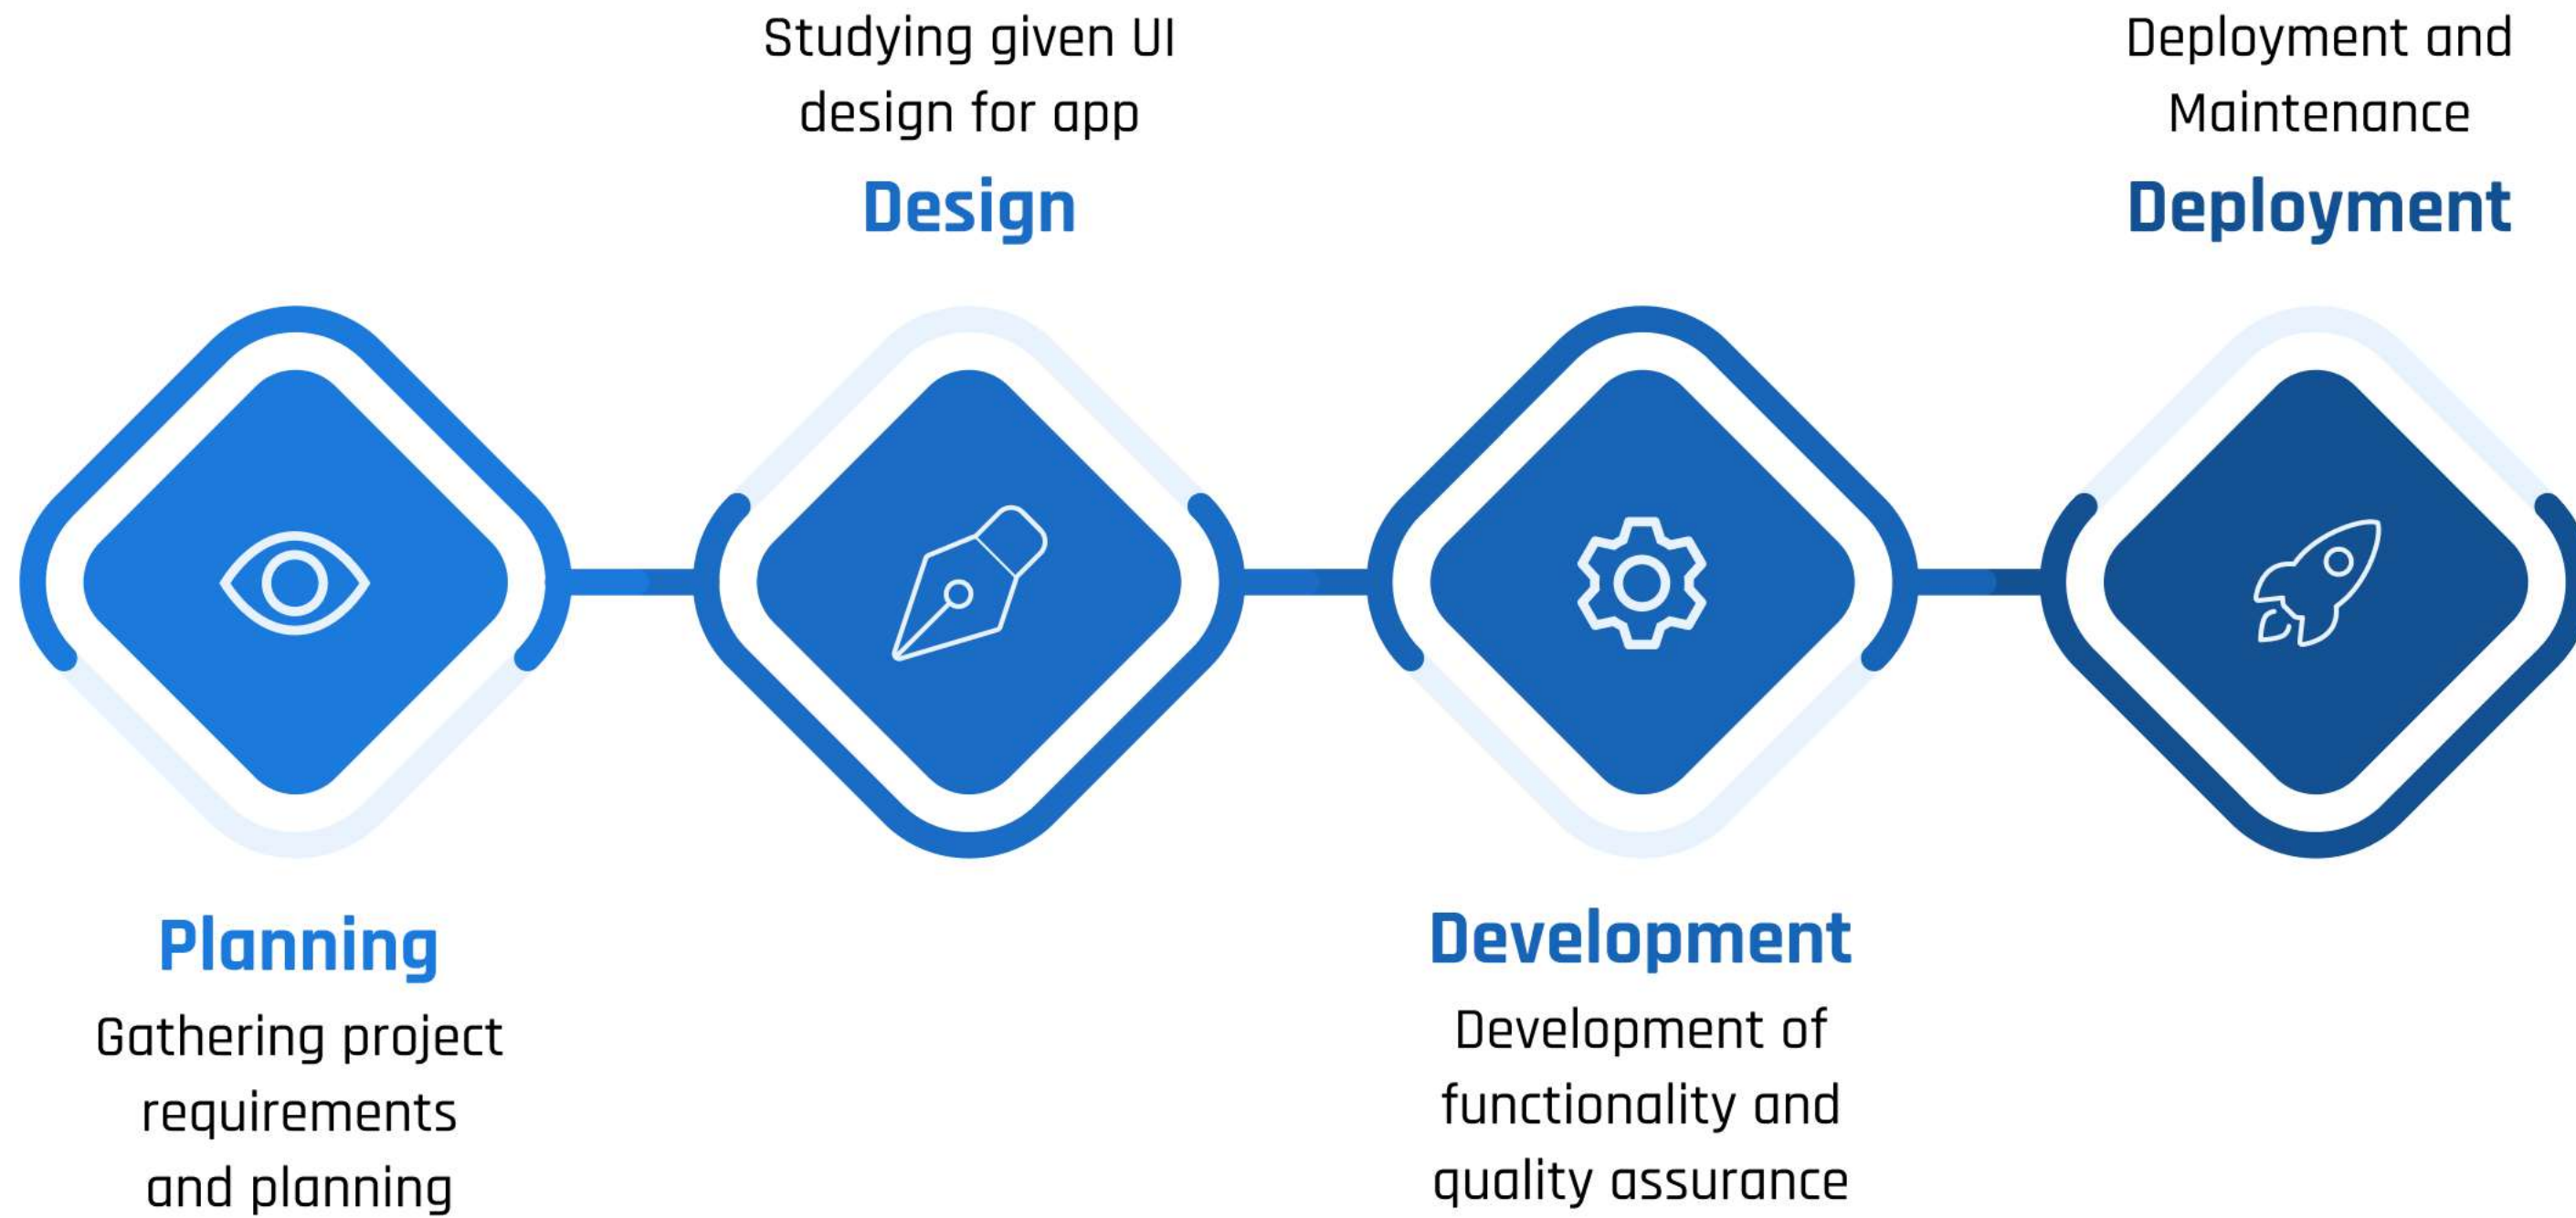 Planning
Gathering project
requirements
and planning
Studying given UI
design for app
Design
Development
Development of
functionality and
quality assurance
Deployment and
Maintenance
Deployment